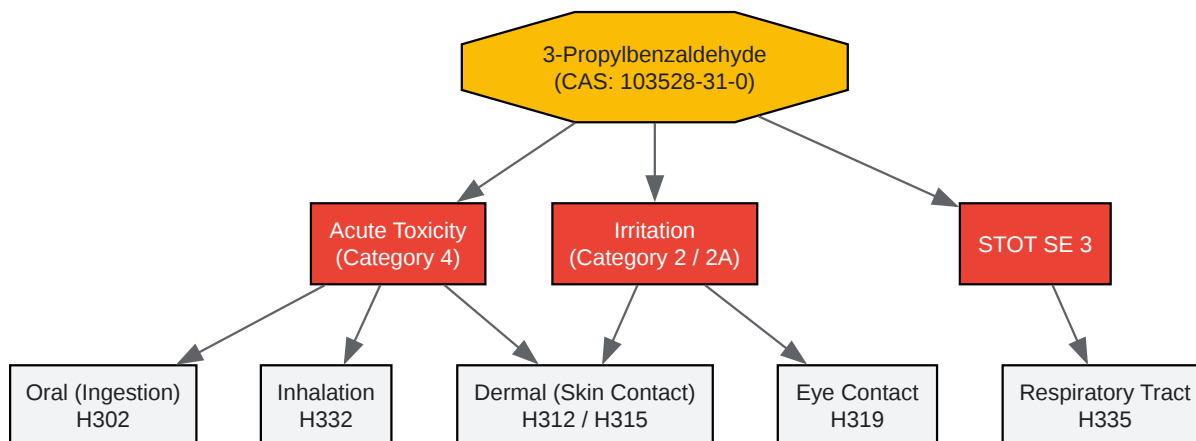 3-Propylbenzaldehyde
(CAS: 103528-31-0)
Acute Toxicity
(Category 4)
Irritation
(Category 2 / 2A)
STOT SE 3
Oral (Ingestion)
H302
Inhalation
H332
Dermal (Skin Contact)
H312 / H315
Eye Contact
H319
Respiratory Tract
H335